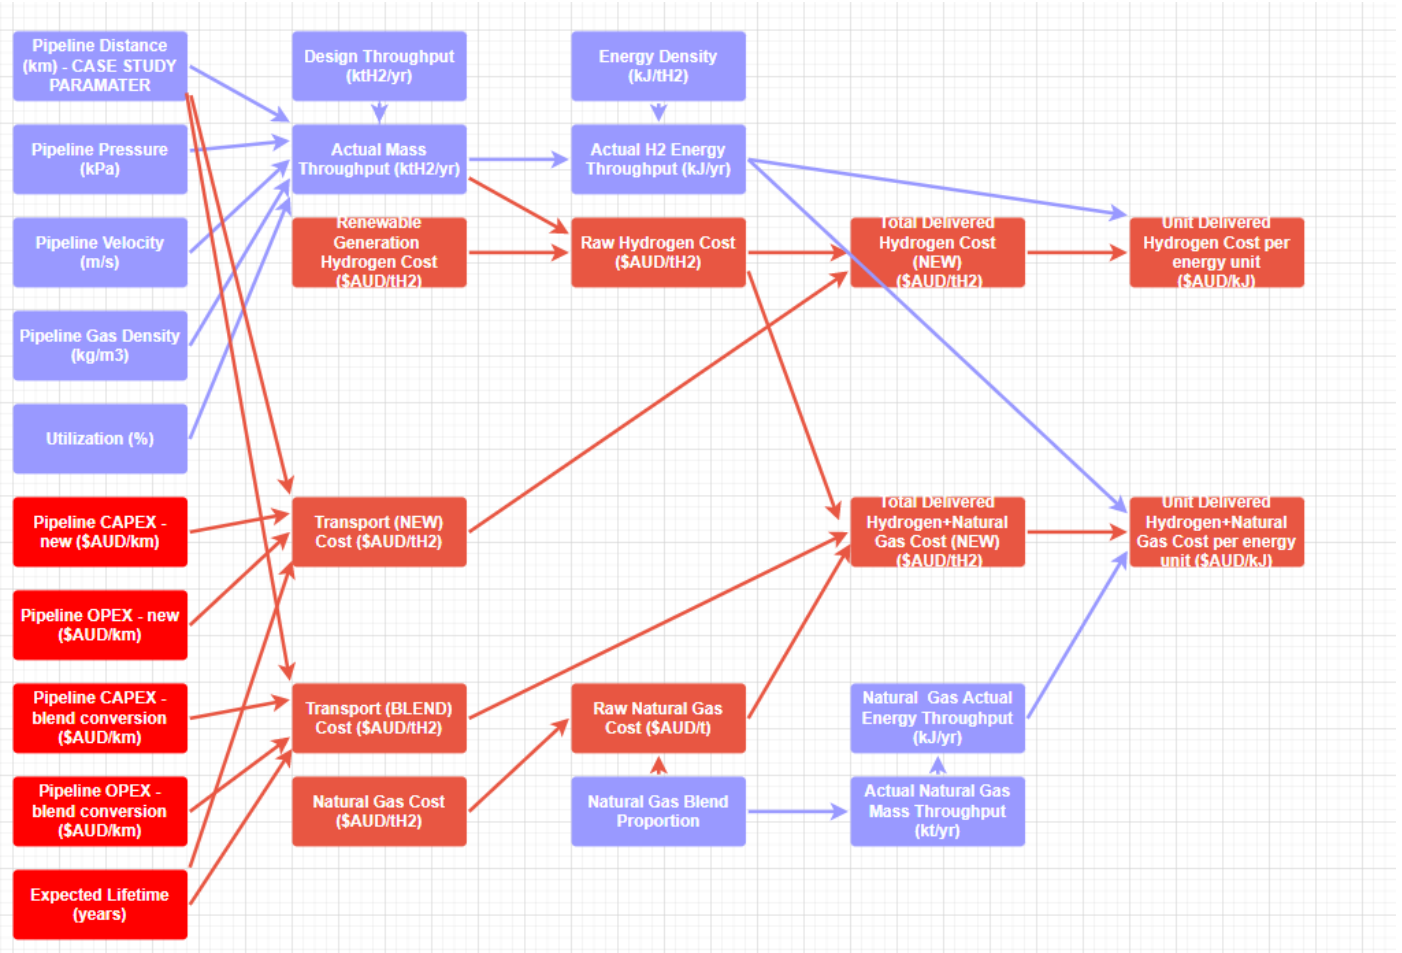 Pipeline Distance
(km) - CASE STUDY
PARAMATER
Design Throughput
(ktH2/yr)
Energy Density
(kJ/tH2)
Pipeline Pressure
(kPa)
Actual Mass
Throughput (ktH2/yr)
Actual H2 Energy
Throughput (kJ/yr)
Pipeline Velocity
(m/s)
Renewable
Generation
Hydrogen Cost
($AUD/tH2)
Raw Hydrogen Cost
($AUD/tH2)
Total Delivered
Hydrogen Cost
(NEW)
($AUD/tH2)
Unit Delivered
Hydrogen Cost per
energy unit
($AUD/kJ)
Pipeline Gas Density
(kg/m3)
Utilization (%)
Pipeline CAPEX -
new ($AUD/km)
Transport (NEW)
Cost ($AUD/tH2)
Total Delivered
Hydrogen+Natural
Gas Cost (NEW)
($AUD/tH2)
Unit Delivered
Hydrogen+Natural
Gas Cost per energy
unit ($AUD/kJ)
Pipeline OPEX - new
($AUD/km)
Pipeline CAPEX -
blend conversion
($AUD/km)
Transport (BLEND)
Cost ($AUD/tH2)
Raw Natural Gas
Cost ($AUD/t)
Natural Gas Actual
Energy Throughput
(kJ/yr)
Pipeline OPEX -
blend conversion
($AUD/km)
Natural Gas Cost
($AUD/tH2)
Natural Gas Blend
Proportion
Actual Natural Gas
Mass Throughput
(kt/yr)
Expected Lifetime
(years)